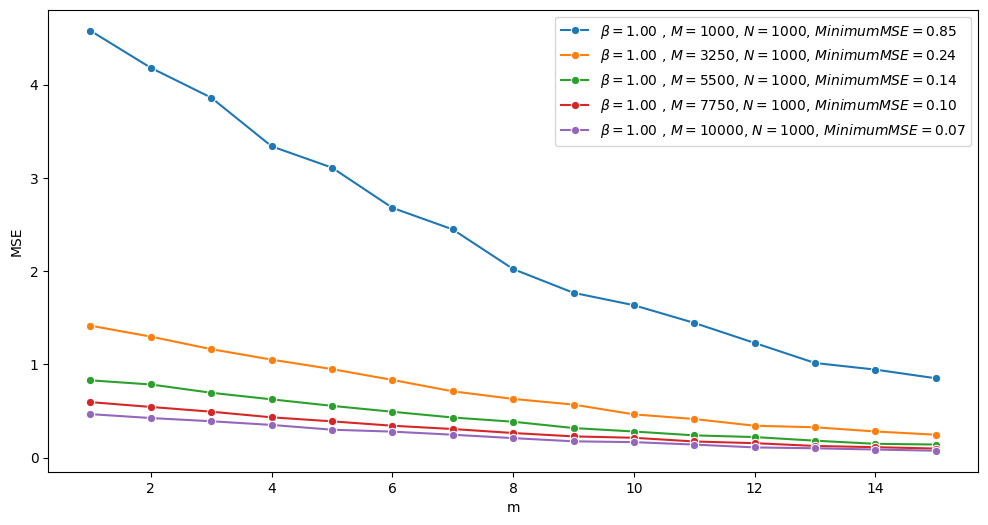 β = 1.00 , M = 1000, N = 1000, MinimumMSE = 0.85
β = 1.00 , M = 3250, N = 1000, MinimumMSE = 0.24
β = 1.00 , M = 5500, N = 1000, MinimumMSE = 0.14
β = 1.00 , M = 7750, N = 1000, MinimumMSE = 0.10
β = 1.00 , M = 10000, N = 1000, MinimumMSE = 0.07
4
3
MSE
2
1
0
2 4 6 8 10 12 14
m